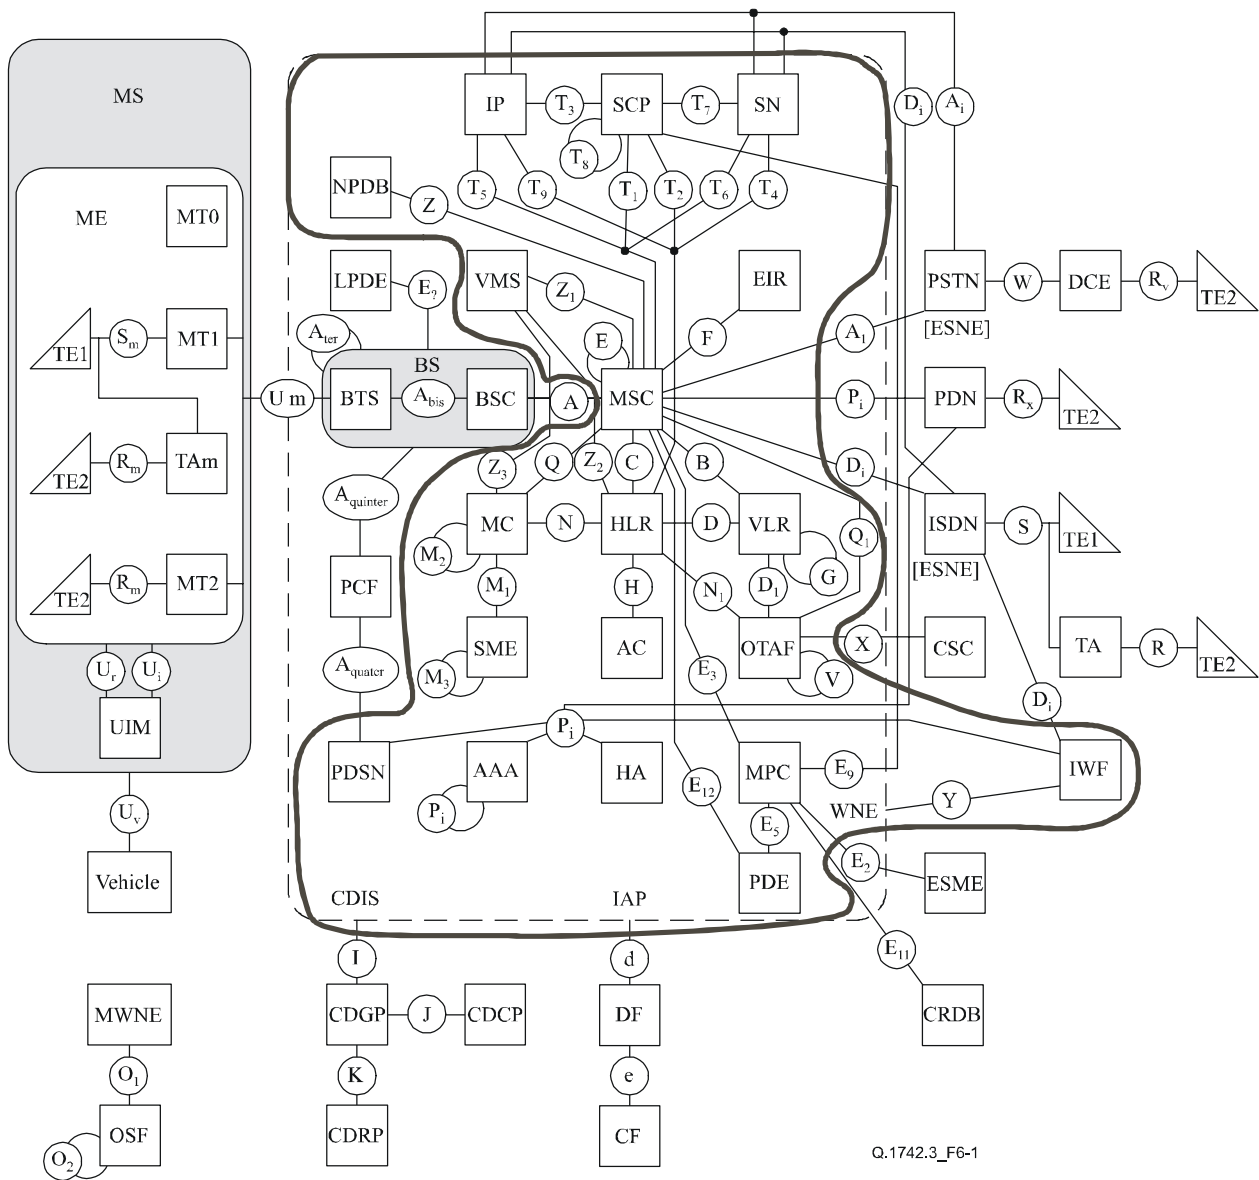 MS
IP
T3
SCP
T7
SN
Di
Ai
T8
ME
MT0
NPDB
Z
T5
T9
T1
T2
T6
T4
LPDE
E?
VMS
Z1
EIR
PSTN
W
DCE
Rv
TE2
[ESNE]
TE1
Sm
MT1
Ater
BS
E
F
A1
Um
BTS
Abis
BSC
A
MSC
Pi
PDN
Rx
TE2
TE2
Rm
TAm
Z3
Q
Z2
C
B
Di
Aquinter
MC
N
HLR
D
VLR
Q1
ISDN
S
TE1
[ESNE]
M2
G
TE2
Rm
MT2
PCF
M1
H
N1
D1
Ur
Ui
Aquater
SME
M3
AC
E3
OTAF
V
X
CSC
TA
R
TE2
UIM
Di
PDSN
AAA
Pi
HA
MPC
E9
IWF
Pi
E12
WNE
Y
Uv
E5
E2
Vehicle
CDIS
IAP
PDE
ESME
I
d
E11
MWNE
CDGP
J
CDCP
DF
CRDB
O1
K
e
OSF
O2
CDRP
CF
Q.1742.3_F6-1